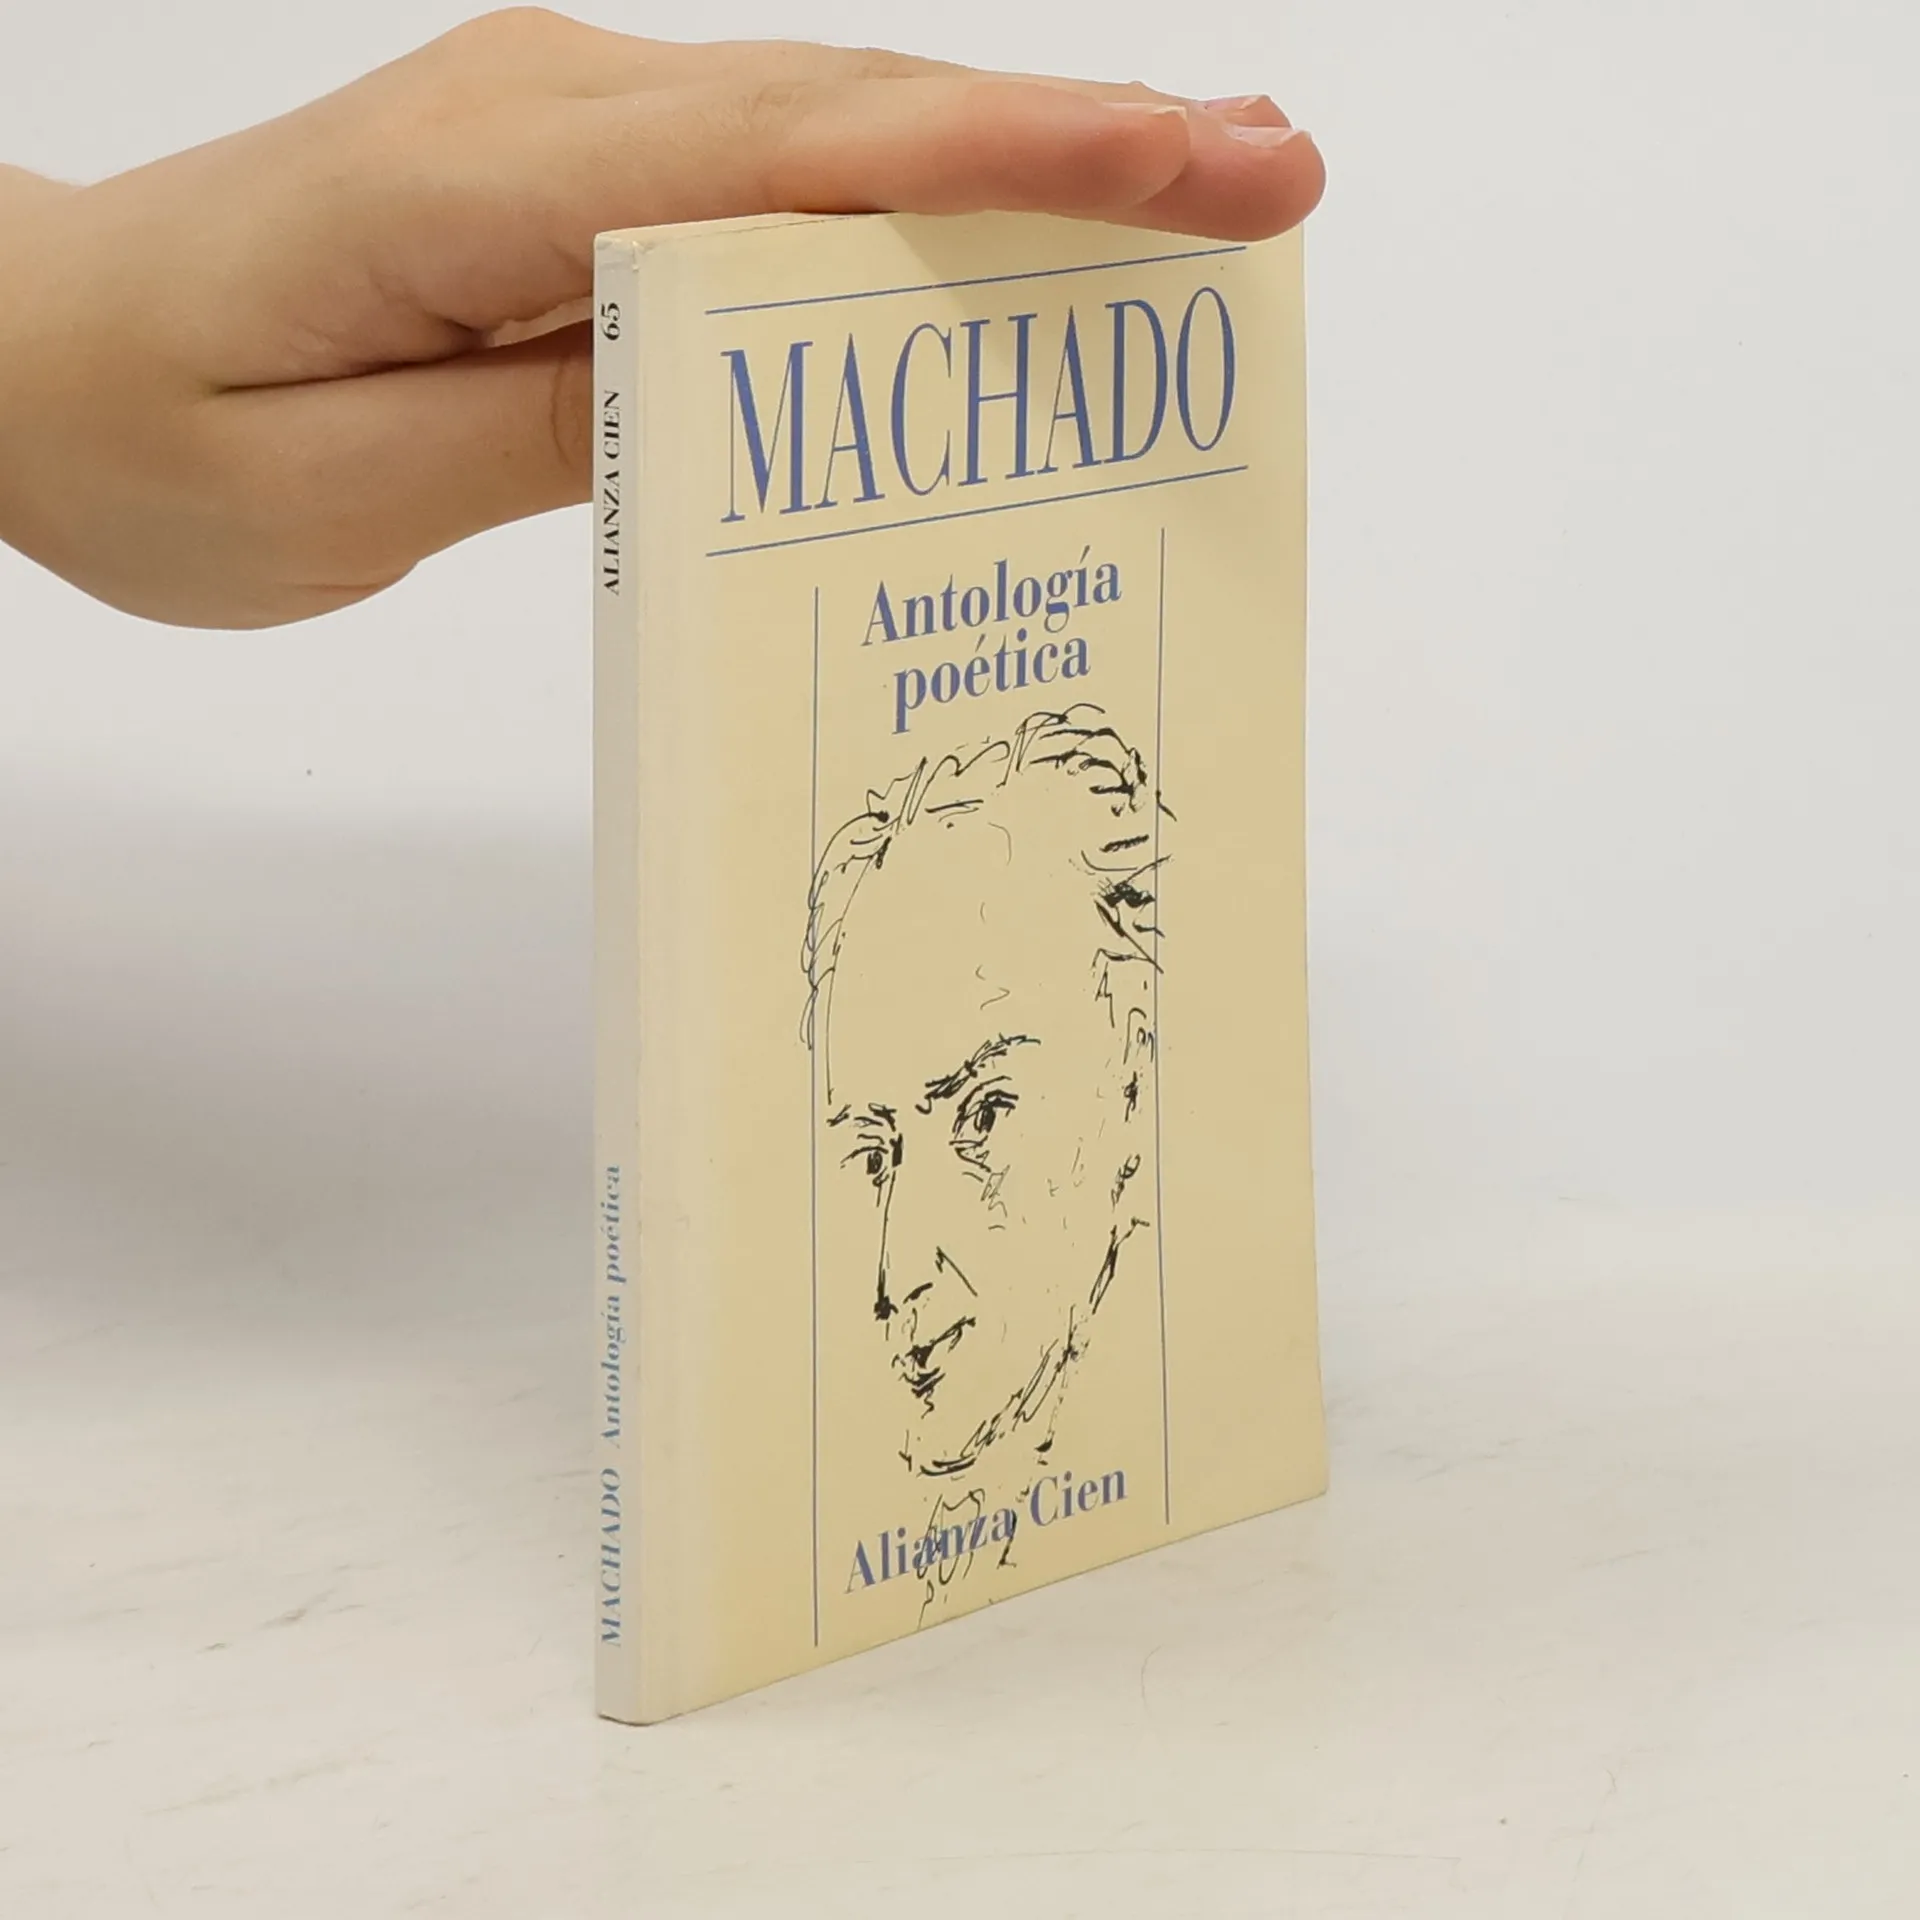 MACHADO
Antología
poética
Alianza Cien
MACHADO Antología poética ALIANZA CIEN 65